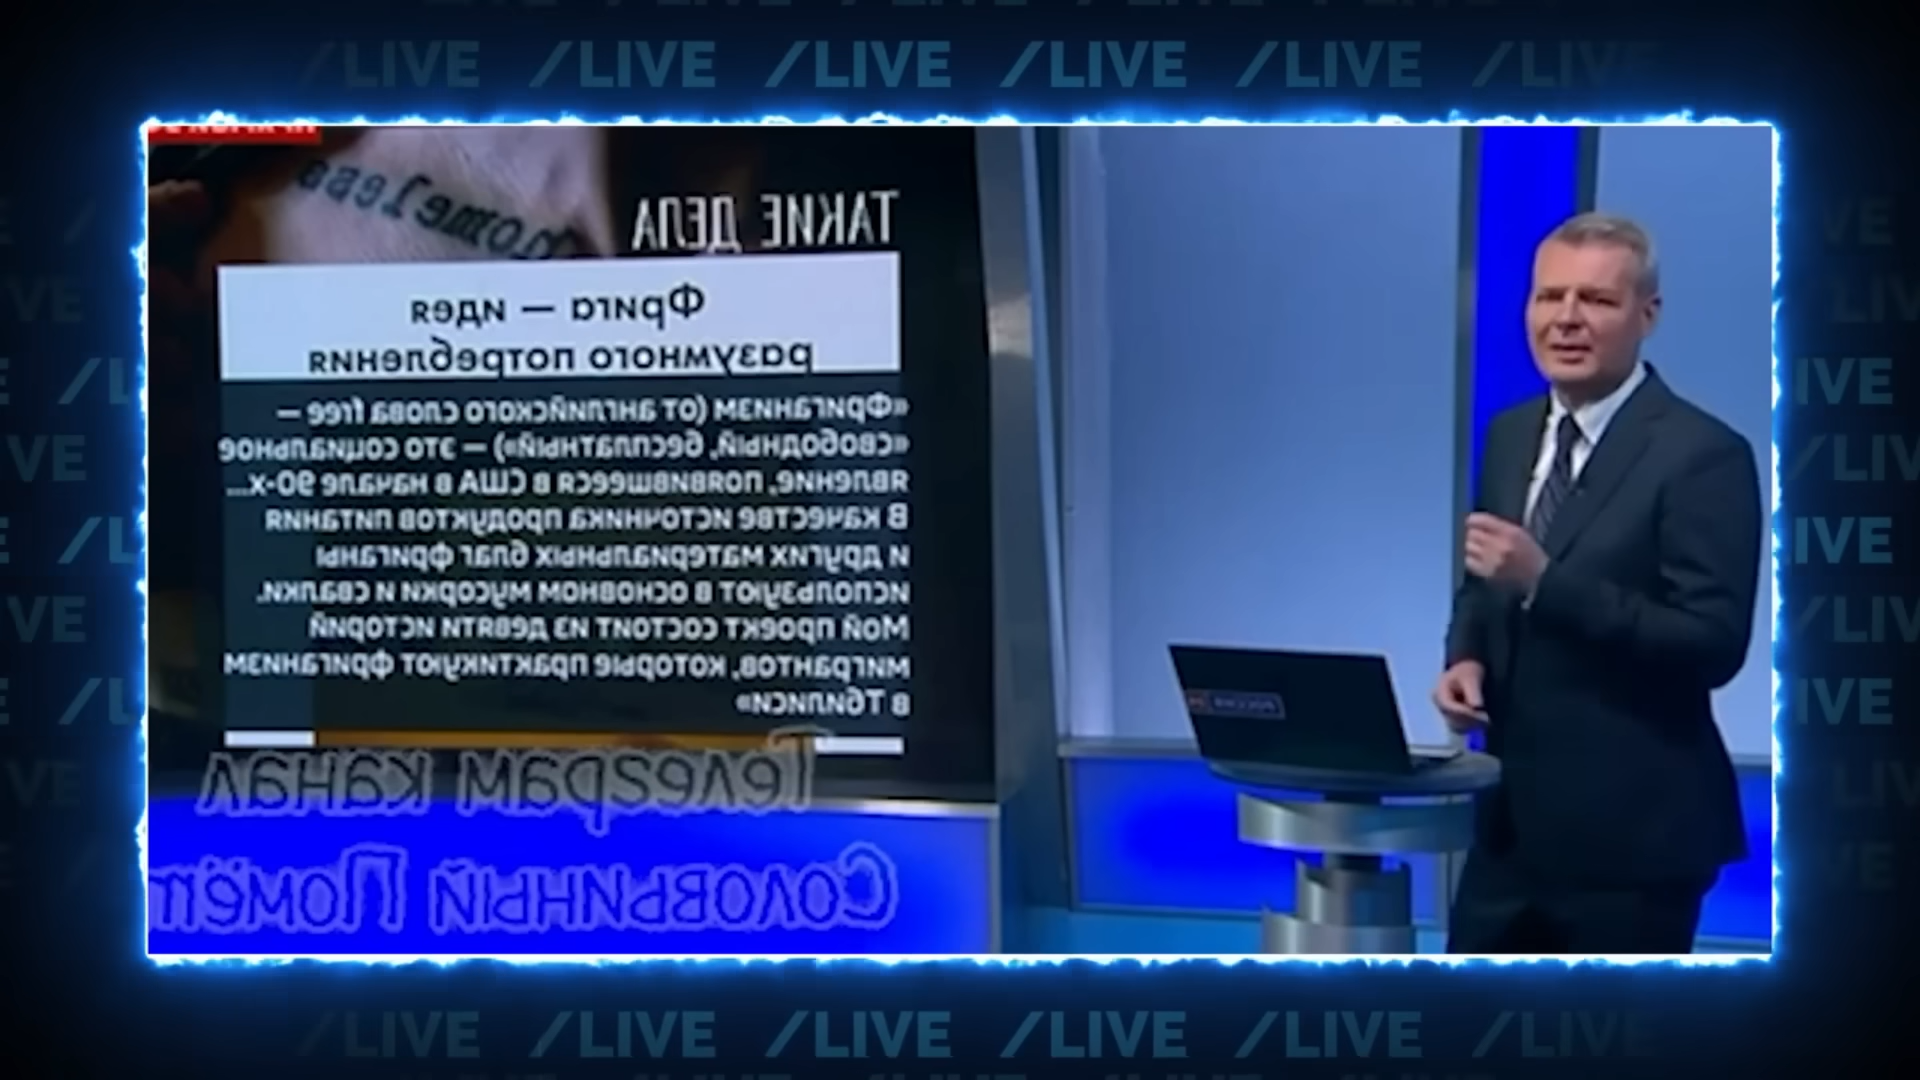 /LIVE /LIVE /LIVE /LIVE /LIVE /LIVE
homeless
ТАКИЕ ДЕЛА
Фрига — идея
разумного потребления
«Фриганизм (от английского слова free —
«свободный, бесплатный») — это социальное
явление, появившееся в США в начале 90-х...
В качестве источника продуктов питания
и других материальных благ фриганы
используют в основном мусорки и свалки.
Мой проект состоит из девяти историй
мигрантов, которые практикуют фриганизм
в Тбилиси»
РОССИЯ
Телеграм канал
Соловьиный Помёт
/LIVE /LIVE /LIVE /LIVE /LIVE /LIVE